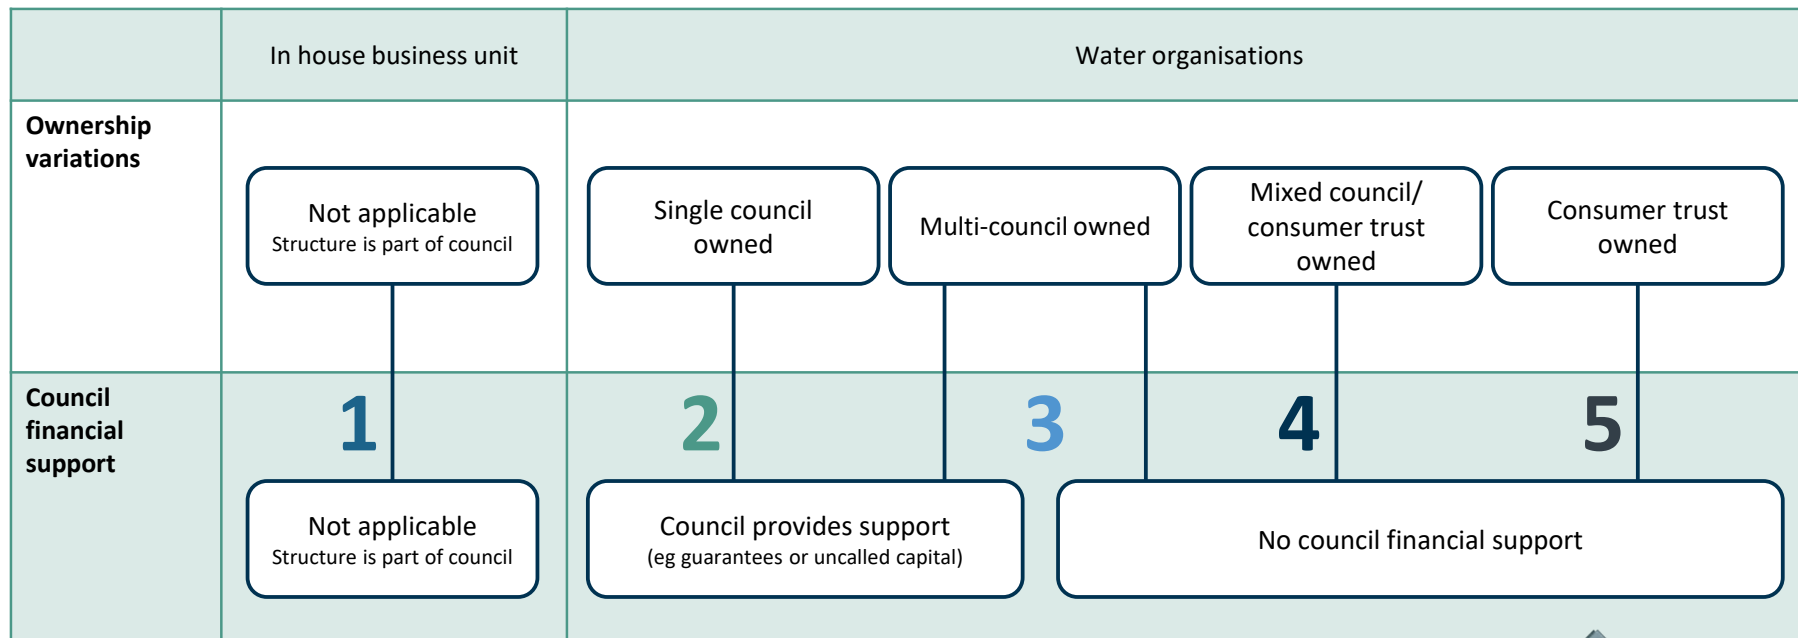 In house business unit
Water organisations
Ownership
variations
Not applicable
Structure is part of council
Single council
owned
Multi-council owned
Mixed council/
consumer trust
owned
Consumer trust
owned
Council
financial
support
1
2
3
4
5
Not applicable
Structure is part of council
Council provides support
(eg guarantees or uncalled capital)
No council financial support